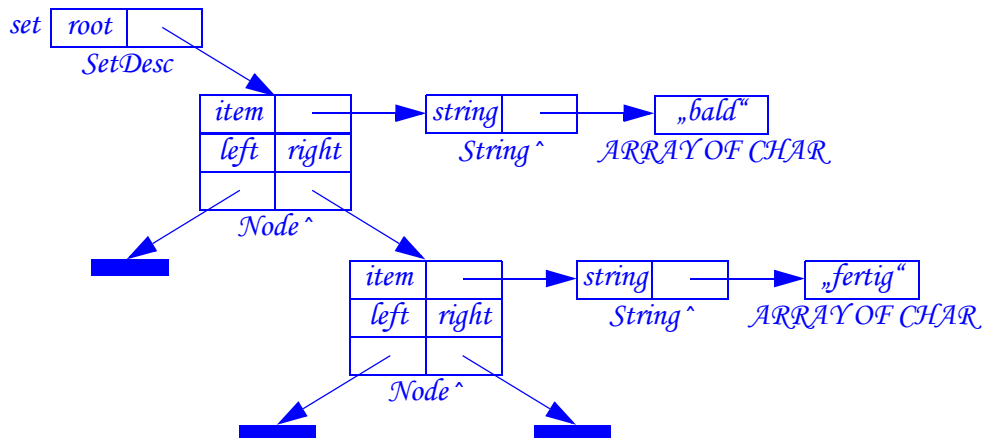 set root
SetDesc
item
string
„bald“
left right
String ^
ARRAY OF CHAR
Node ^
item
string
„fertig“
left right
String ^
ARRAY OF CHAR
Node ^